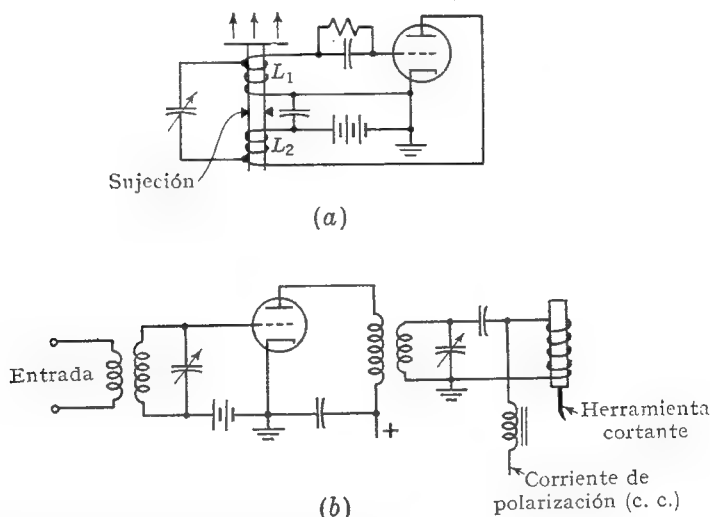 L1
L2
Sujeción
(a)
Entrada
+
Herramienta
cortante
Corriente de
polarización (c. c.)
(b)